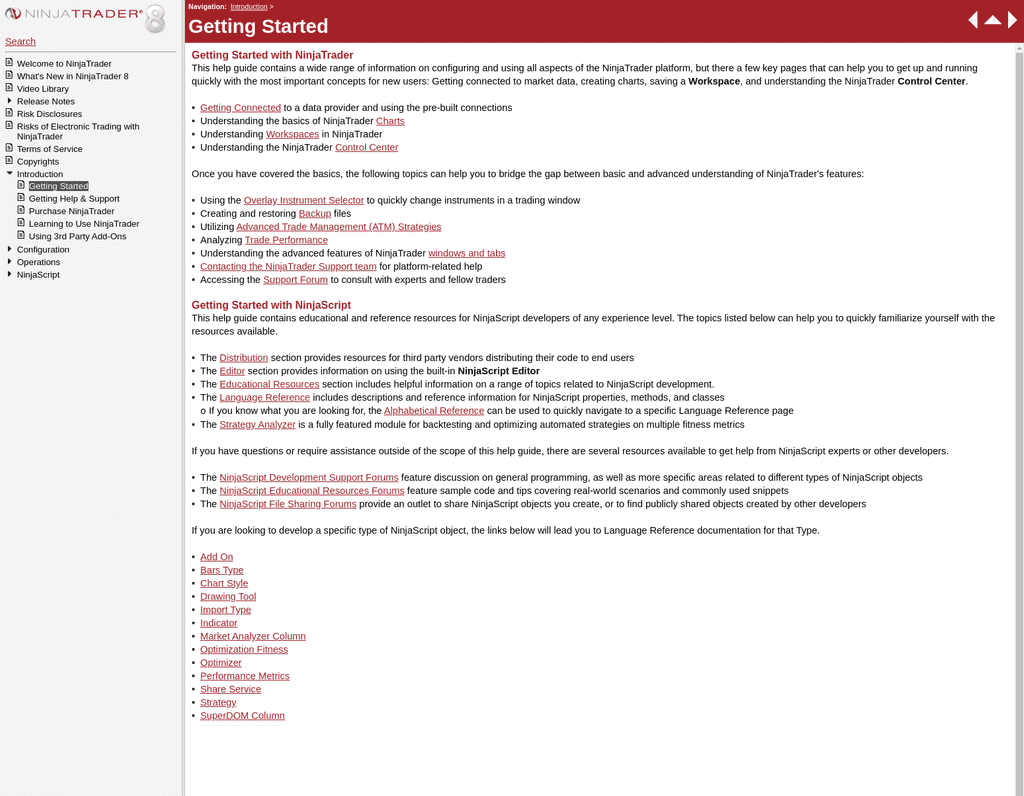 NINJATRADER® 8
Search
Welcome to NinjaTrader
What's New in NinjaTrader 8
Video Library
Release Notes
Risk Disclosures
Risks of Electronic Trading with
NinjaTrader
Terms of Service
Copyrights
Introduction
Getting Started
Getting Help & Support
Purchase NinjaTrader
Learning to Use NinjaTrader
Using 3rd Party Add-Ons
Configuration
Operations
NinjaScript
Navigation: Introduction >
Getting Started
Getting Started with NinjaTrader
This help guide contains a wide range of information on configuring and using all aspects of the NinjaTrader platform, but there a few key pages that can help you to get up and running
quickly with the most important concepts for new users: Getting connected to market data, creating charts, saving a Workspace, and understanding the NinjaTrader Control Center.
• Getting Connected to a data provider and using the pre-built connections
• Understanding the basics of NinjaTrader Charts
• Understanding Workspaces in NinjaTrader
• Understanding the NinjaTrader Control Center
Once you have covered the basics, the following topics can help you to bridge the gap between basic and advanced understanding of NinjaTrader's features:
• Using the Overlay Instrument Selector to quickly change instruments in a trading window
• Creating and restoring Backup files
• Utilizing Advanced Trade Management (ATM) Strategies
• Analyzing Trade Performance
• Understanding the advanced features of NinjaTrader windows and tabs
• Contacting the NinjaTrader Support team for platform-related help
• Accessing the Support Forum to consult with experts and fellow traders
Getting Started with NinjaScript
This help guide contains educational and reference resources for NinjaScript developers of any experience level. The topics listed below can help you to quickly familiarize yourself with the
resources available.
• The Distribution section provides resources for third party vendors distributing their code to end users
• The Editor section provides information on using the built-in NinjaScript Editor
• The Educational Resources section includes helpful information on a range of topics related to NinjaScript development.
• The Language Reference includes descriptions and reference information for NinjaScript properties, methods, and classes
o If you know what you are looking for, the Alphabetical Reference can be used to quickly navigate to a specific Language Reference page
• The Strategy Analyzer is a fully featured module for backtesting and optimizing automated strategies on multiple fitness metrics
If you have questions or require assistance outside of the scope of this help guide, there are several resources available to get help from NinjaScript experts or other developers.
• The NinjaScript Development Support Forums feature discussion on general programming, as well as more specific areas related to different types of NinjaScript objects
• The NinjaScript Educational Resources Forums feature sample code and tips covering real-world scenarios and commonly used snippets
• The NinjaScript File Sharing Forums provide an outlet to share NinjaScript objects you create, or to find publicly shared objects created by other developers
If you are looking to develop a specific type of NinjaScript object, the links below will lead you to Language Reference documentation for that Type.
• Add On
• Bars Type
• Chart Style
• Drawing Tool
• Import Type
• Indicator
• Market Analyzer Column
• Optimization Fitness
• Optimizer
• Performance Metrics
• Share Service
• Strategy
• SuperDOM Column